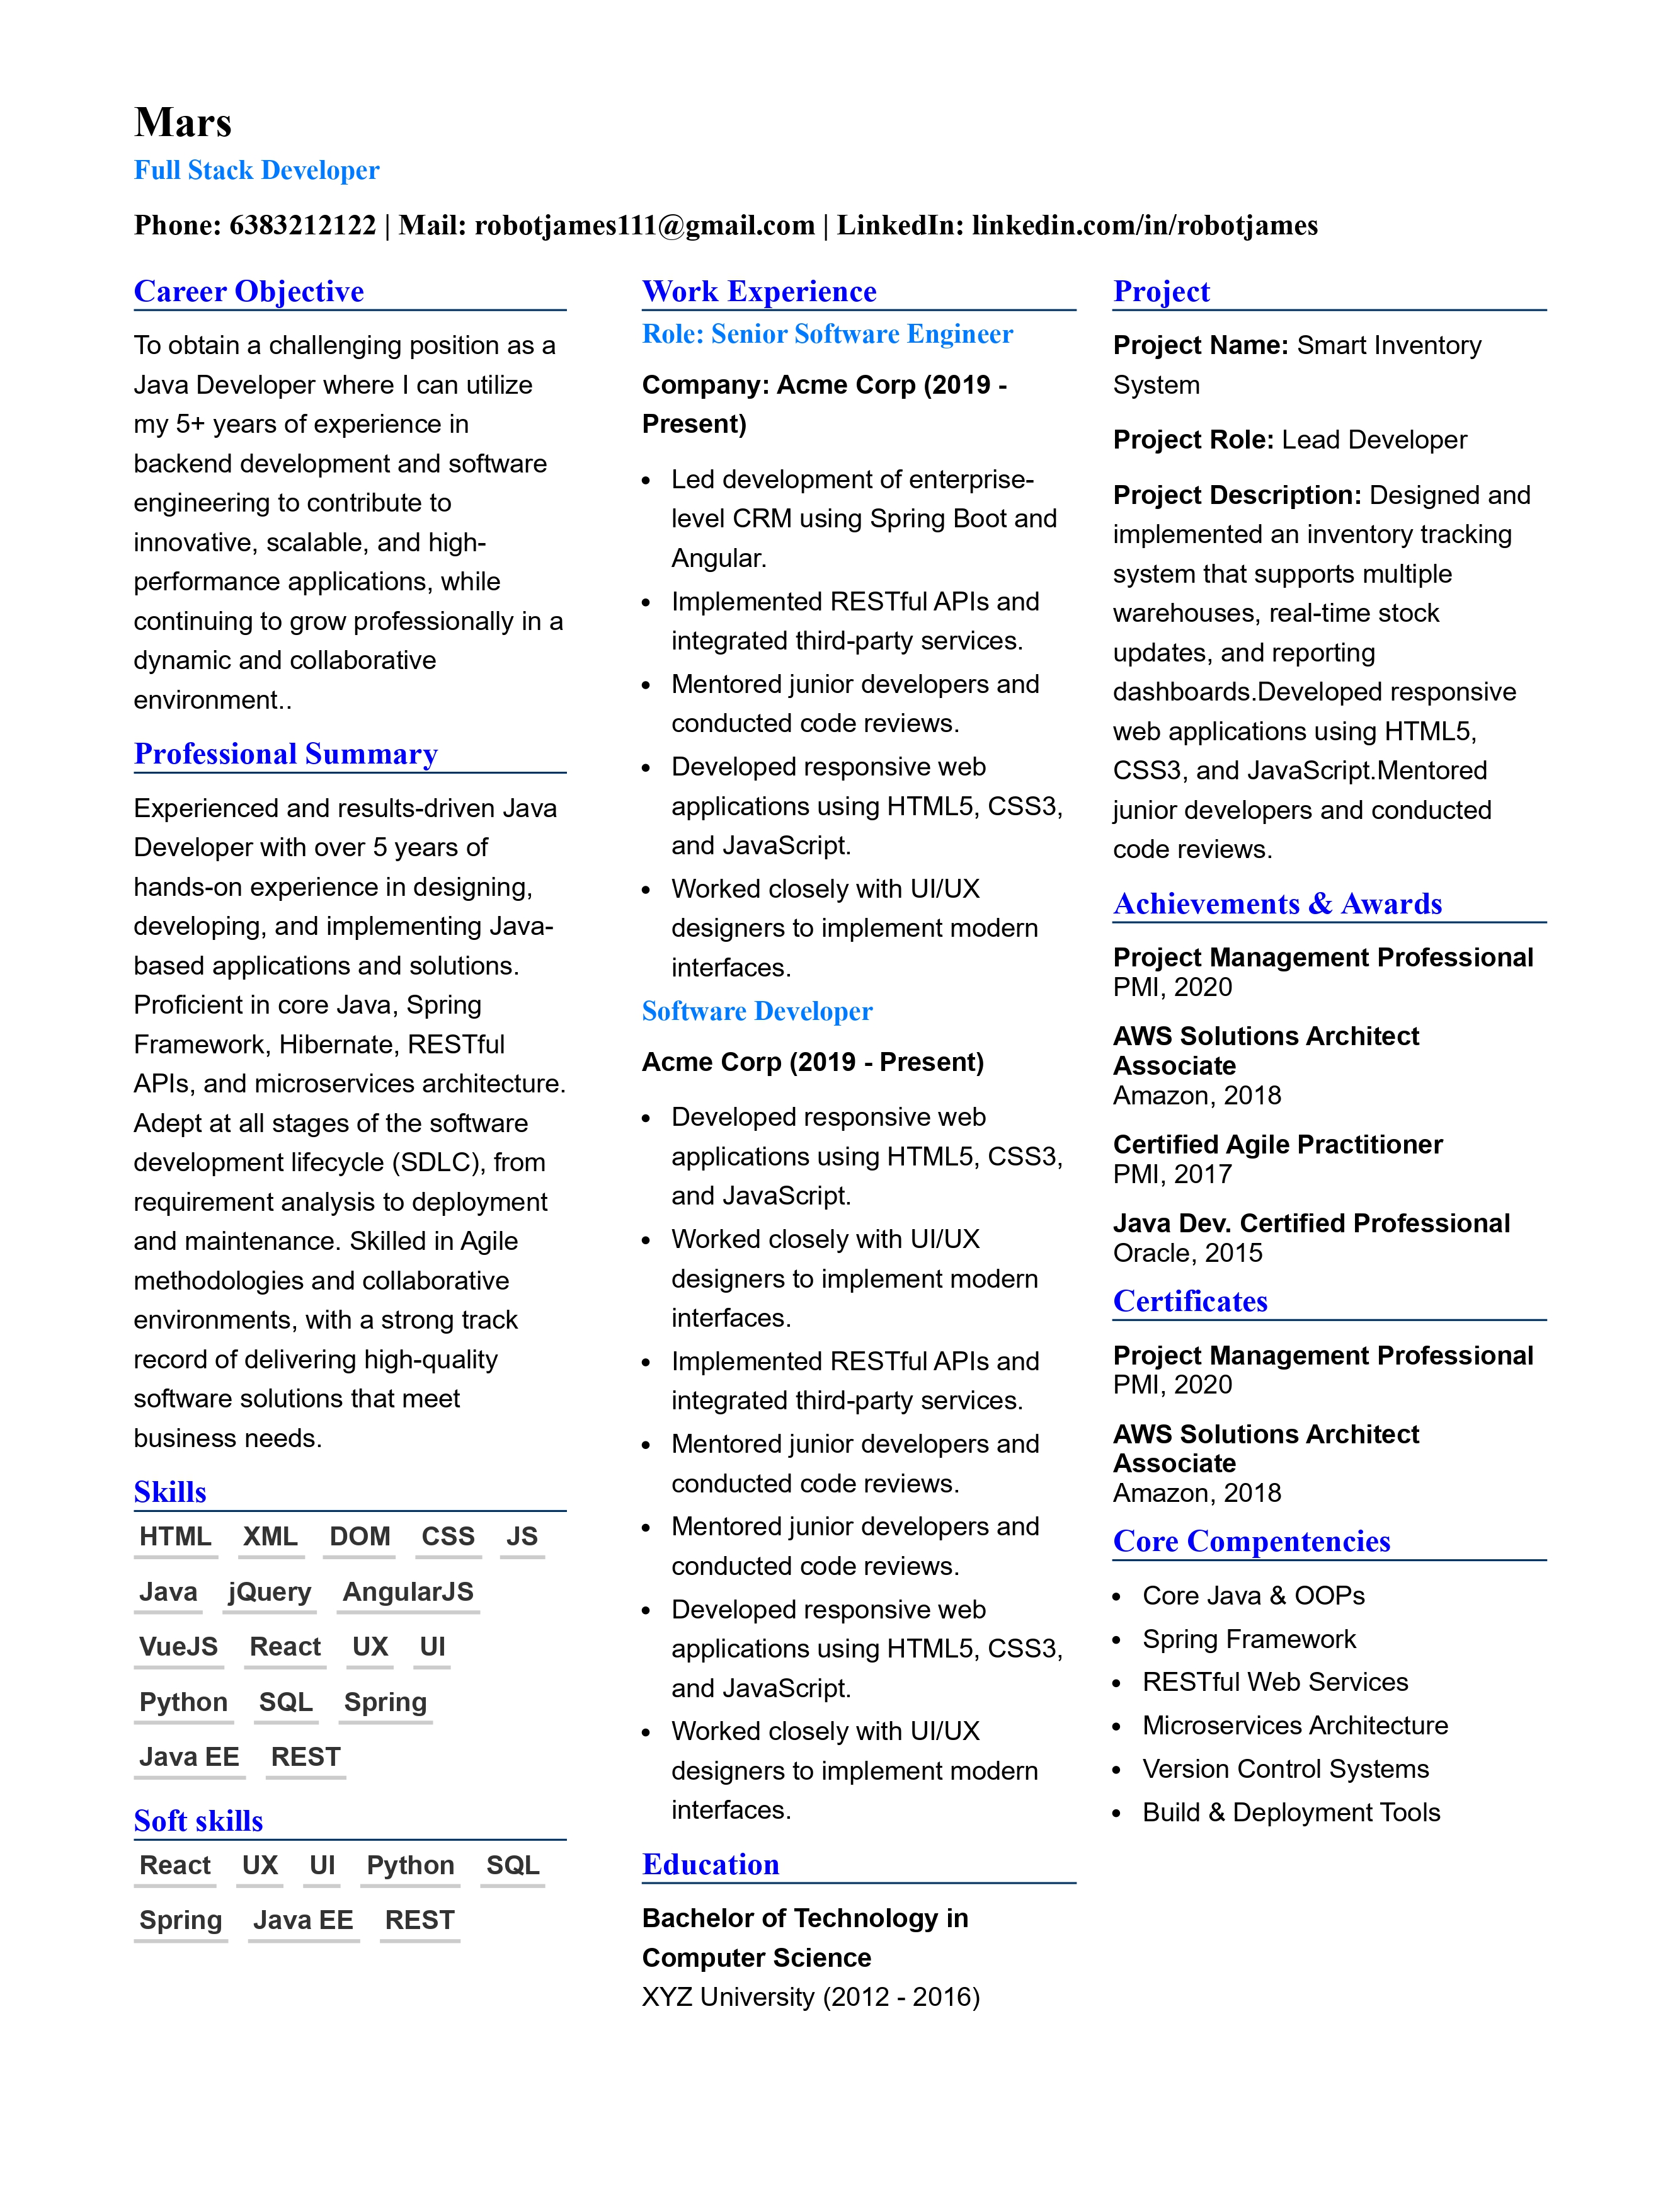 Mars
Full Stack Developer
Phone: 6383212122 | Mail: robotjames111@gmail.com | LinkedIn: linkedin.com/in/robotjames
Career Objective
To obtain a challenging position as a
Java Developer where I can utilize
my 5+ years of experience in
backend development and software
engineering to contribute to
innovative, scalable, and high-
performance applications, while
continuing to grow professionally in a
dynamic and collaborative
environment..
Professional Summary
Experienced and results-driven Java
Developer with over 5 years of
hands-on experience in designing,
developing, and implementing Java-
based applications and solutions.
Proficient in core Java, Spring
Framework, Hibernate, RESTful
APIs, and microservices architecture.
Adept at all stages of the software
development lifecycle (SDLC), from
requirement analysis to deployment
and maintenance. Skilled in Agile
methodologies and collaborative
environments, with a strong track
record of delivering high-quality
software solutions that meet
business needs.
Skills
HTML XML DOM CSS JS
Java jQuery AngularJS
VueJS React UX UI
Python SQL Spring
Java EE REST
Soft skills
React UX UI Python SQL
Spring Java EE REST
Work Experience
Role: Senior Software Engineer
Company: Acme Corp (2019 -
Present)
• Led development of enterprise-
level CRM using Spring Boot and
Angular.
• Implemented RESTful APIs and
integrated third-party services.
• Mentored junior developers and
conducted code reviews.
• Developed responsive web
applications using HTML5, CSS3,
and JavaScript.
• Worked closely with UI/UX
designers to implement modern
interfaces.
Software Developer
Acme Corp (2019 - Present)
• Developed responsive web
applications using HTML5, CSS3,
and JavaScript.
• Worked closely with UI/UX
designers to implement modern
interfaces.
• Implemented RESTful APIs and
integrated third-party services.
• Mentored junior developers and
conducted code reviews.
• Mentored junior developers and
conducted code reviews.
• Developed responsive web
applications using HTML5, CSS3,
and JavaScript.
• Worked closely with UI/UX
designers to implement modern
interfaces.
Education
Bachelor of Technology in
Computer Science
XYZ University (2012 - 2016)
Project
Project Name: Smart Inventory
System
Project Role: Lead Developer
Project Description: Designed and
implemented an inventory tracking
system that supports multiple
warehouses, real-time stock
updates, and reporting
dashboards.Developed responsive
web applications using HTML5,
CSS3, and JavaScript.Mentored
junior developers and conducted
code reviews.
Achievements & Awards
Project Management Professional
PMI, 2020
AWS Solutions Architect
Associate
Amazon, 2018
Certified Agile Practitioner
PMI, 2017
Java Dev. Certified Professional
Oracle, 2015
Certificates
Project Management Professional
PMI, 2020
AWS Solutions Architect
Associate
Amazon, 2018
Core Compentencies
• Core Java & OOPs
• Spring Framework
• RESTful Web Services
• Microservices Architecture
• Version Control Systems
• Build & Deployment Tools